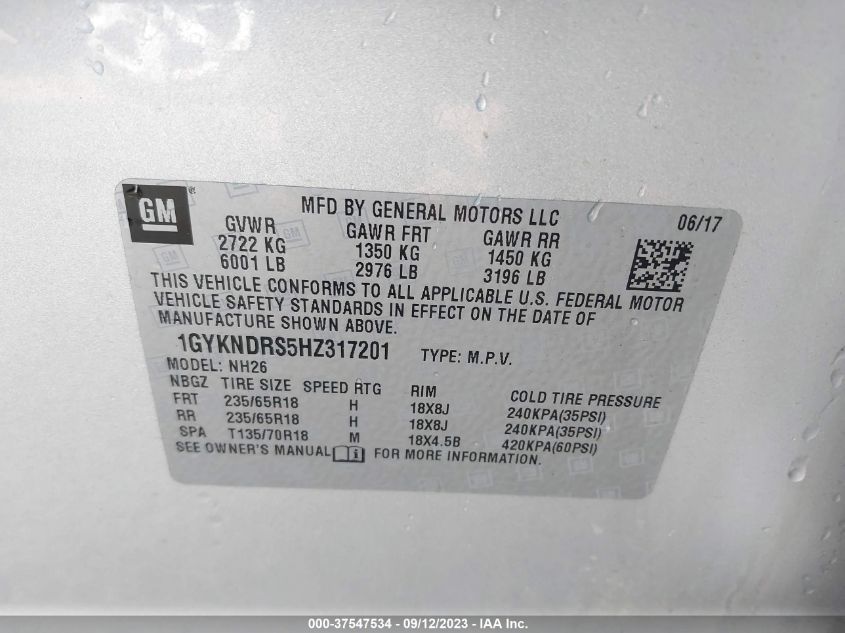 GM
MFD BY GENERAL MOTORS LLC 06/17
GVWR GAWR FRT GAWR RR
2722 KG 1350 KG 1450 KG
6001 LB 2976 LB 3196 LB
THIS VEHICLE CONFORMS TO ALL APPLICABLE U.S. FEDERAL MOTOR
VEHICLE SAFETY STANDARDS IN EFFECT ON THE DATE OF
MANUFACTURE SHOWN ABOVE.
1GYKNDRS5HZ317201 TYPE: M.P.V.
MODEL: NH26
NBGZ TIRE SIZE SPEED RTG RIM COLD TIRE PRESSURE
FRT 235/65R18 H 18X8J 240KPA(35PSI)
RR 235/65R18 H 18X8J 240KPA(35PSI)
SPA T135/70R18 M 18X4.5B 420KPA(60PSI)
SEE OWNER'S MANUAL i FOR MORE INFORMATION.
000-37547534 - 09/12/2023 - IAA Inc.